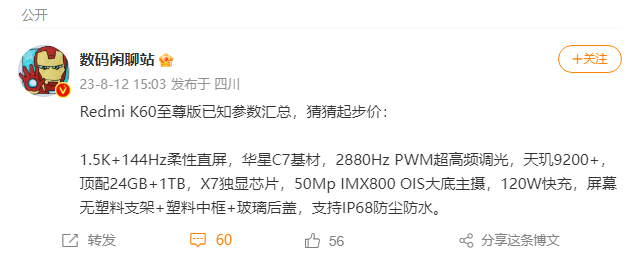 公开
数码闲聊站
+关注
23-8-12 15:03 发布于 四川
Redmi K60至尊版已知参数汇总，猜猜起步价：
1.5K+144Hz柔性直屏，华星C7基材，2880Hz PWM超高频调光，天玑9200+，
顶配24GB+1TB，X7独显芯片，50Mp IMX800 OIS大底主摄，120W快充，屏幕
无塑料支架+塑料中框+玻璃后盖，支持IP68防尘防水。
转发 60 56 分享这条博文